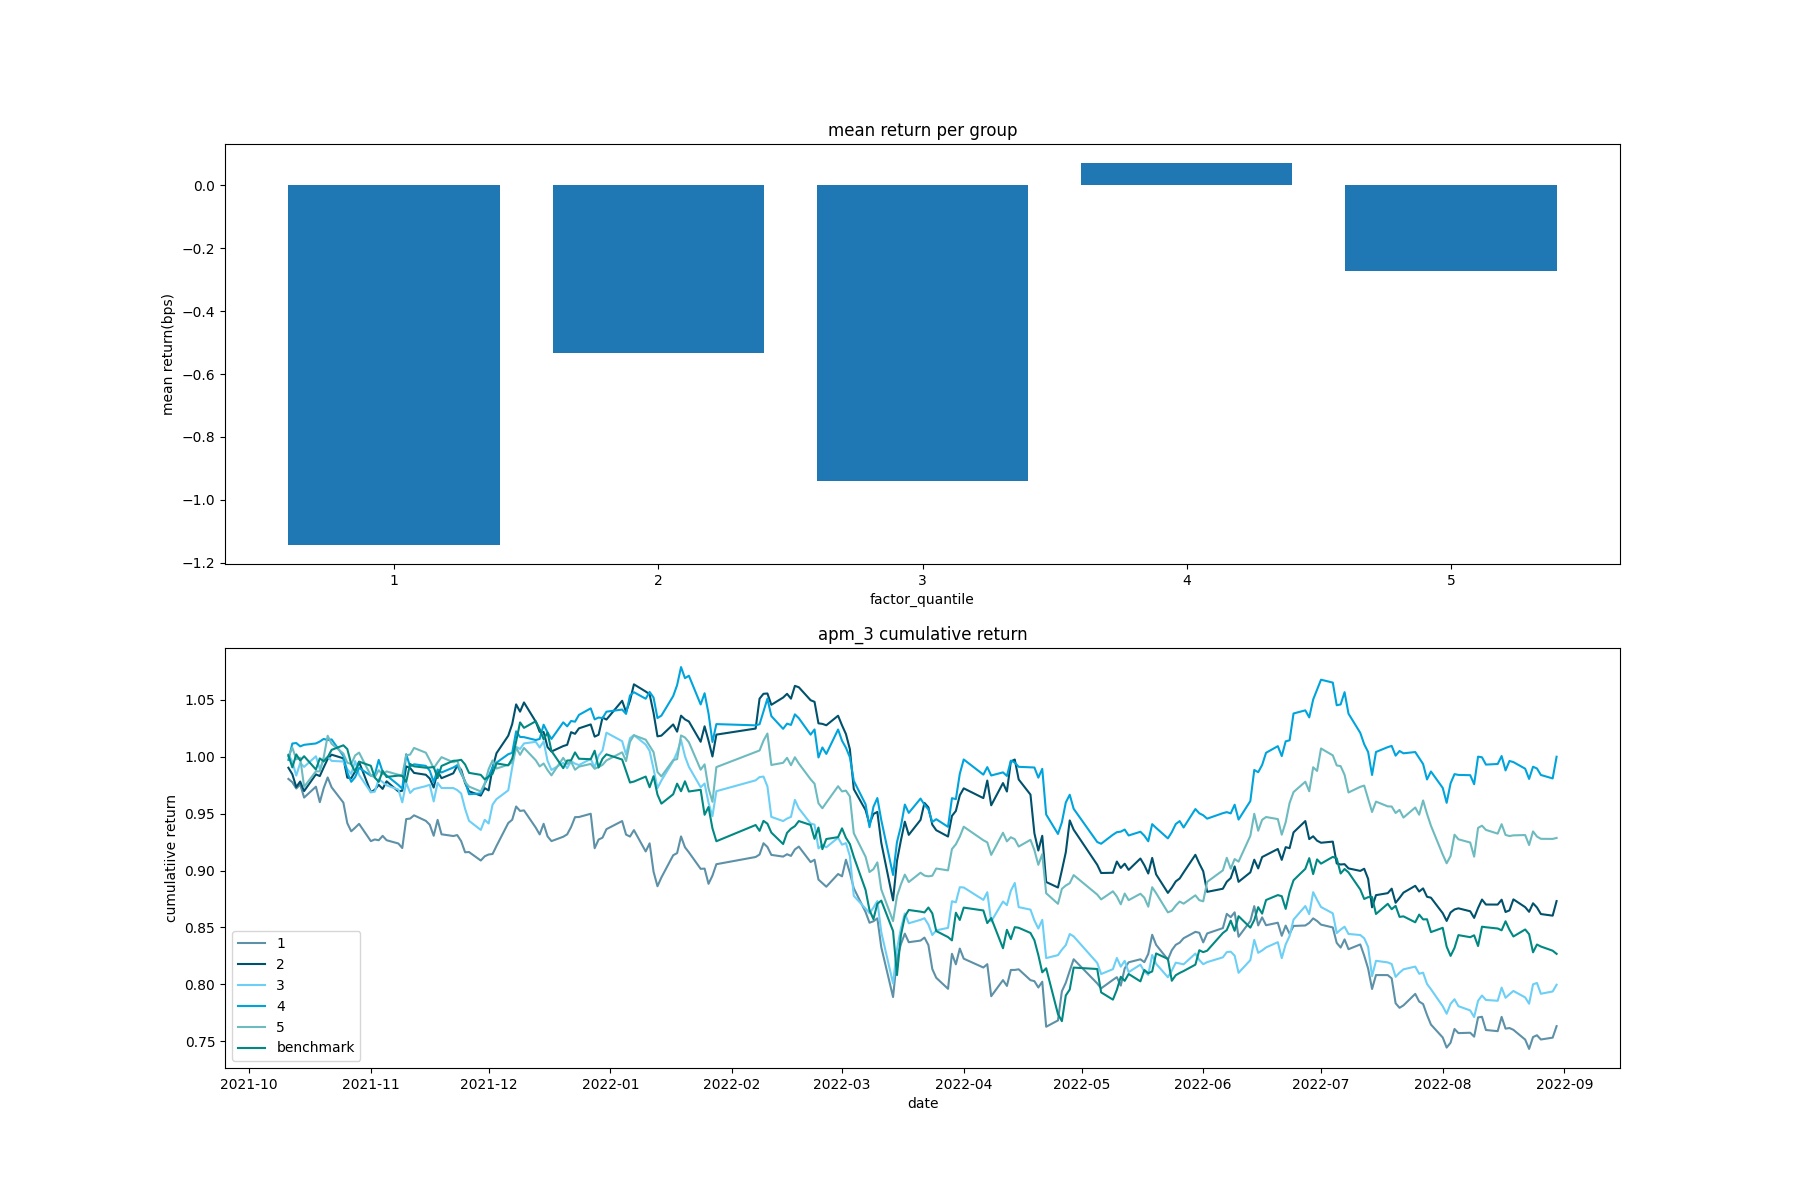 mean return per group
0.0
−0.2
−0.4
−0.6
−0.8
−1.0
−1.2
mean return(bps)
1 2 3 4 5
factor_quantile
apm_3 cumulative return
1.05
1.00
0.95
0.90
0.85
0.80
0.75
cumulatiive return
1
2
3
4
5
benchmark
2021-10 2021-11 2021-12 2022-01 2022-02 2022-03 2022-04 2022-05 2022-06 2022-07 2022-08 2022-09
date